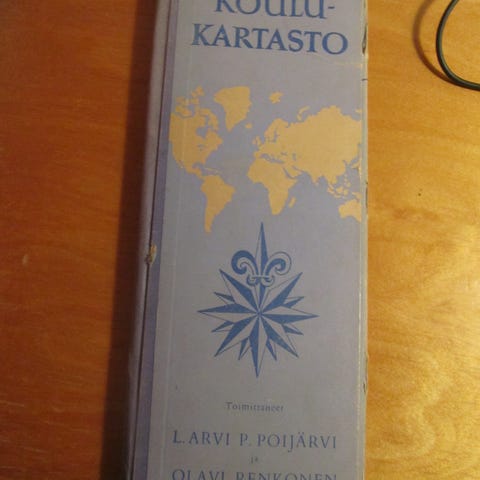 KOULU-
KARTASTO
Toimittaneet
L. ARVI P. POIJÄRVI
ja
OLAVI RENKONEN